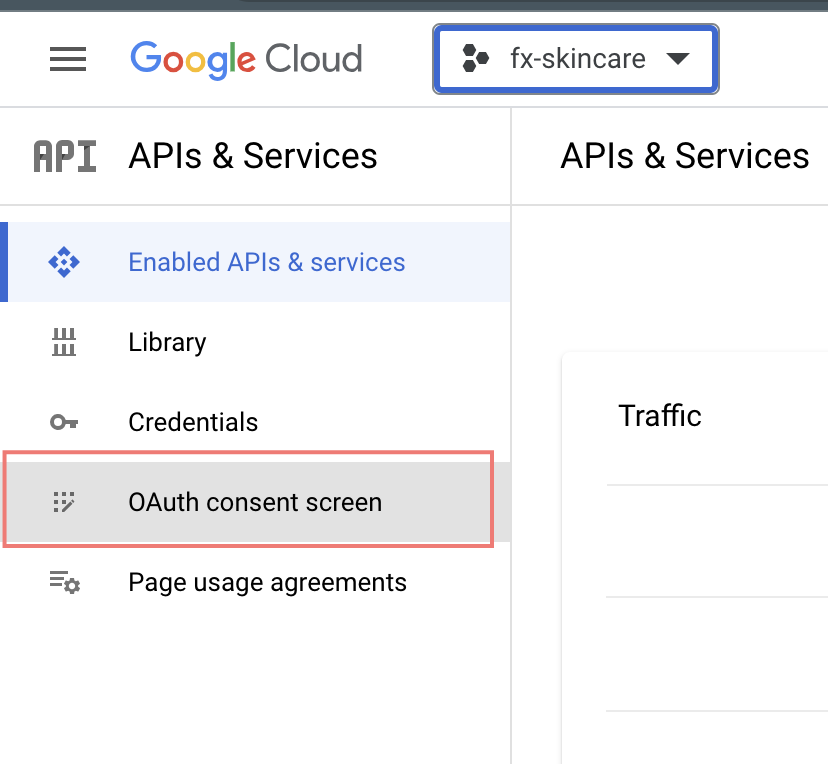 Google Cloud
fx-skincare
API
APIs & Services
APIs & Services
Enabled APIs & services
Library
Credentials
OAuth consent screen
Page usage agreements
Traffic